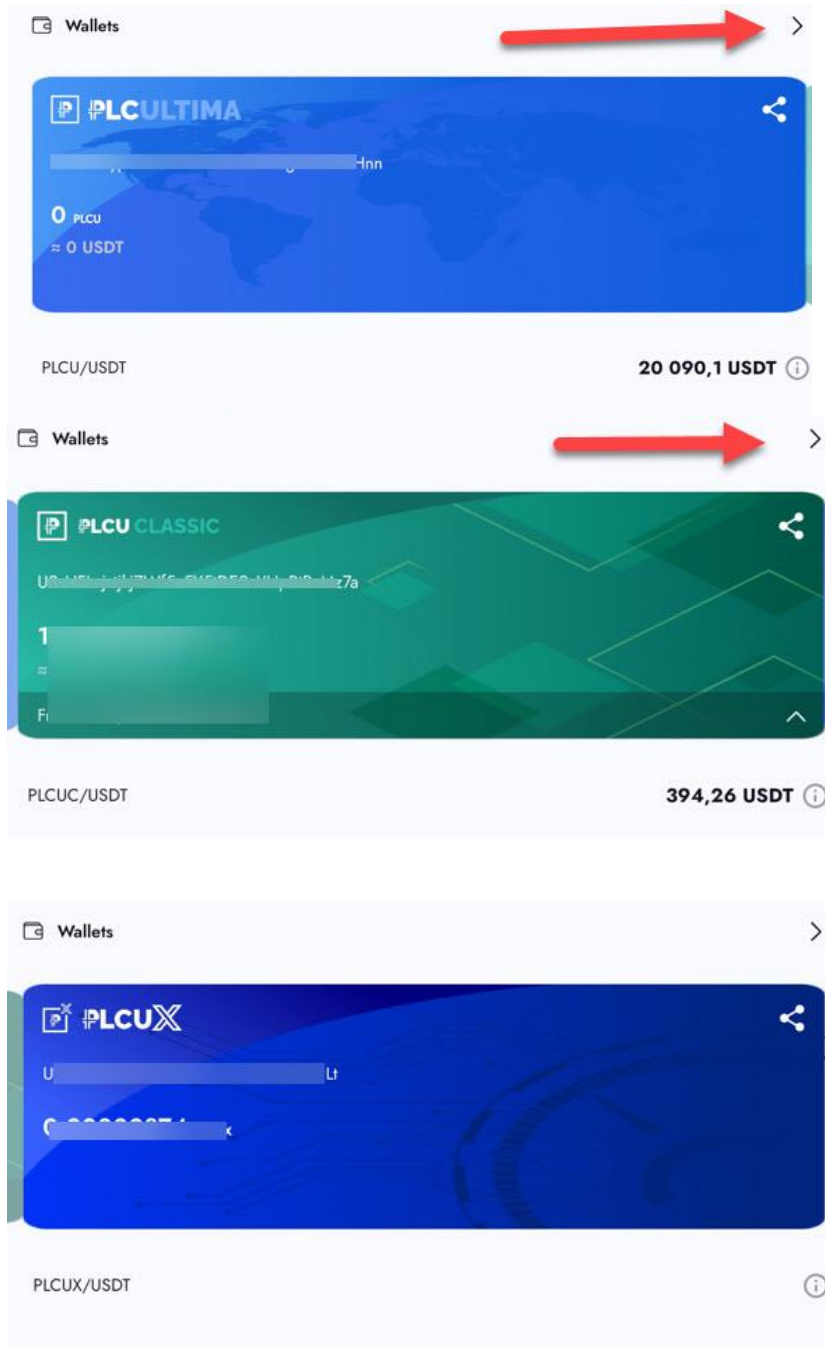 Wallets
PLCULTIMA
Hnn
0 PLCU
≈ 0 USDT
PLCU/USDT
20 090,1 USDT
Wallets
PLCU CLASSIC
z7a
1
≈
PLCUC/USDT
394,26 USDT
Wallets
PLCUX
U Lt
x
PLCUX/USDT